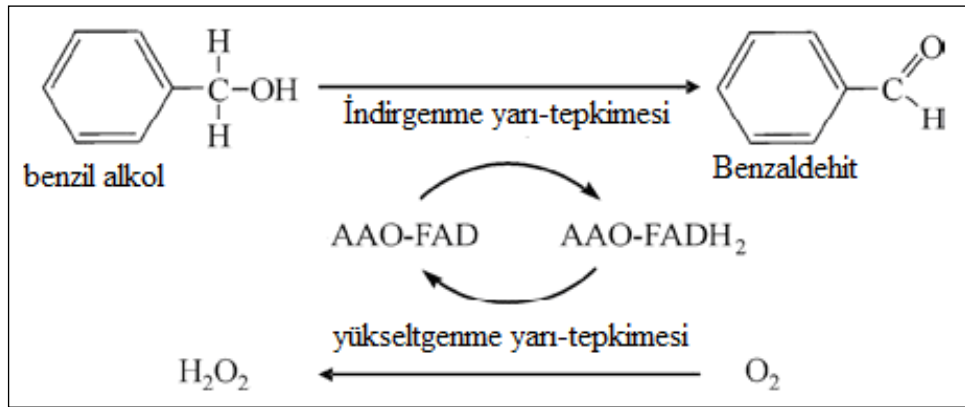 H
C-OH
H
O
C
H
İndirgenme yarı-tepkimesi
benzil alkol
Benzaldehit
AAO-FAD
AAO-FADH₂
yükseltgenme yarı-tepkimesi
H₂O₂
O₂